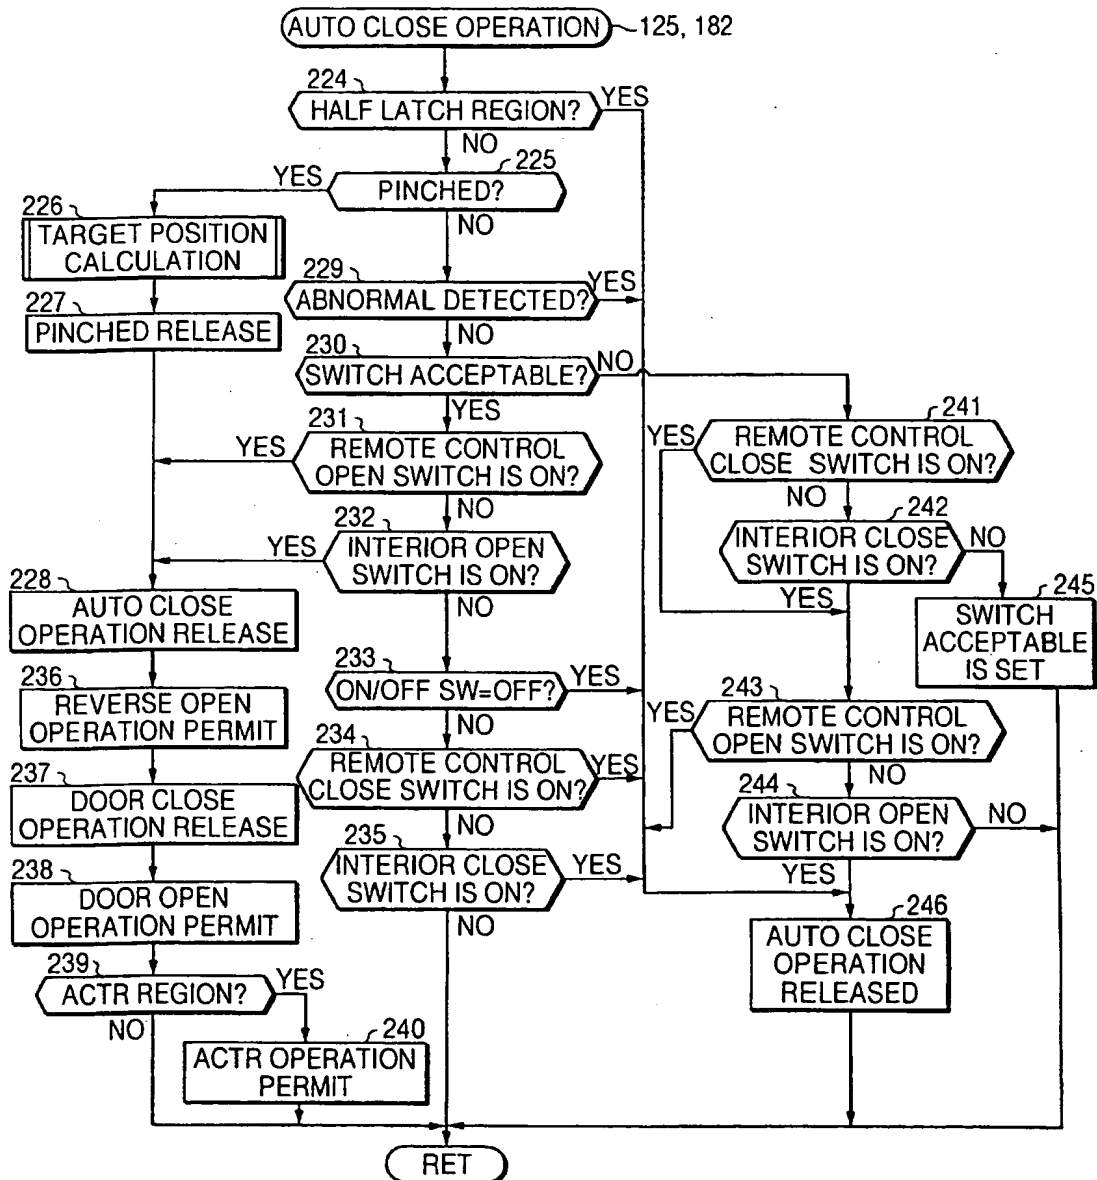 AUTO CLOSE OPERATION
125, 182
224
HALF LATCH REGION?
YES
NO
225
PINCHED?
YES
NO
226
TARGET POSITION
CALCULATION
227
PINCHED RELEASE
229
ABNORMAL DETECTED?
YES
NO
230
SWITCH ACCEPTABLE?
NO
YES
231
REMOTE CONTROL
OPEN SWITCH IS ON?
YES
NO
232
INTERIOR OPEN
SWITCH IS ON?
YES
NO
228
AUTO CLOSE
OPERATION RELEASE
236
REVERSE OPEN
OPERATION PERMIT
237
DOOR CLOSE
OPERATION RELEASE
238
DOOR OPEN
OPERATION PERMIT
239
ACTR REGION?
YES
NO
240
ACTR OPERATION
PERMIT
233
ON/OFF SW=OFF?
YES
NO
234
REMOTE CONTROL
CLOSE SWITCH IS ON?
YES
NO
235
INTERIOR CLOSE
SWITCH IS ON?
YES
NO
241
REMOTE CONTROL
CLOSE SWITCH IS ON?
YES
NO
242
INTERIOR CLOSE
SWITCH IS ON?
NO
YES
245
SWITCH
ACCEPTABLE
IS SET
243
REMOTE CONTROL
OPEN SWITCH IS ON?
YES
NO
244
INTERIOR OPEN
SWITCH IS ON?
NO
YES
246
AUTO CLOSE
OPERATION
RELEASED
RET